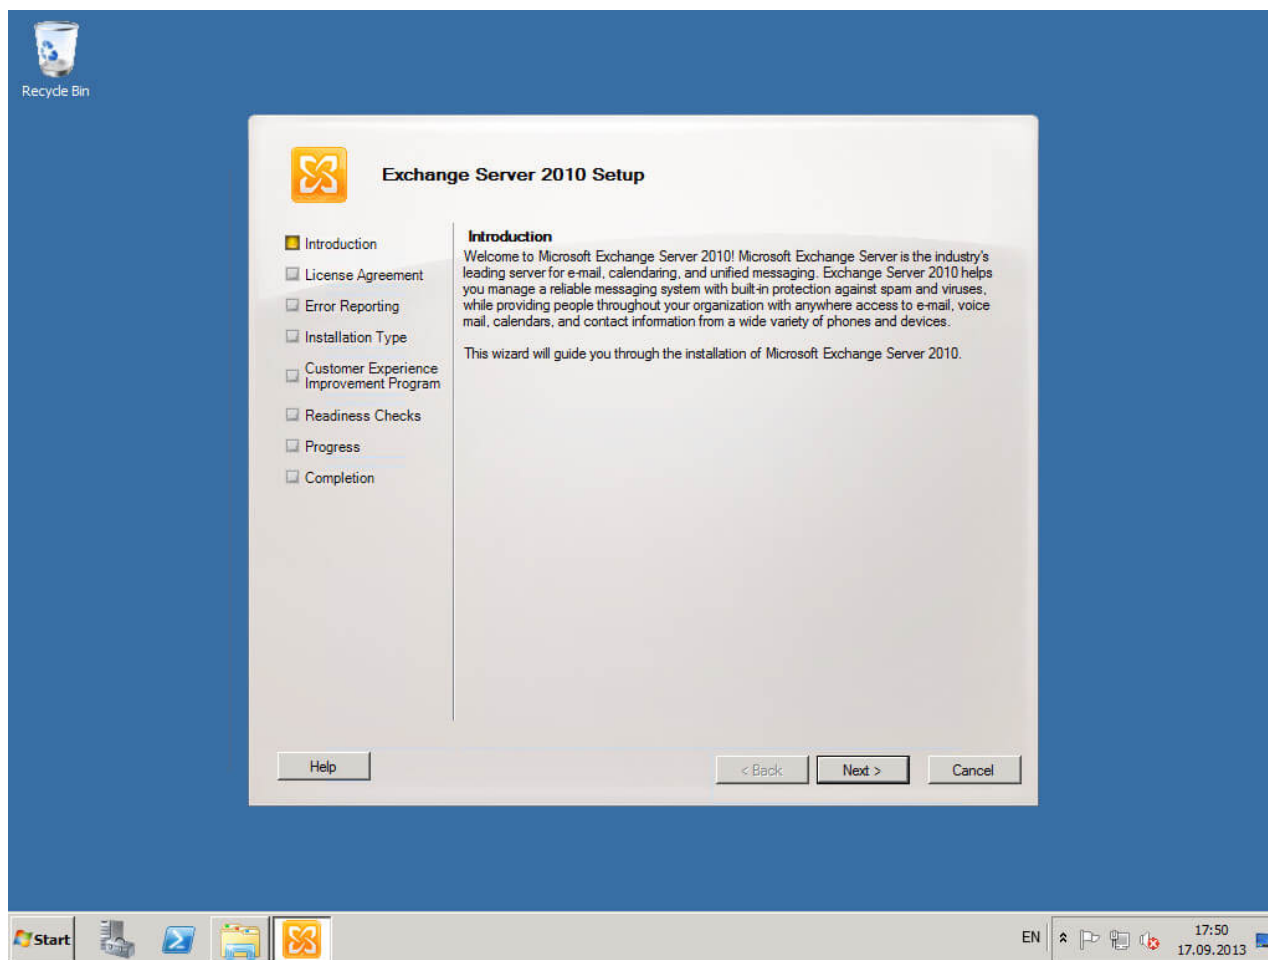 Recycle Bin
Exchange Server 2010 Setup
Introduction
License Agreement
Error Reporting
Installation Type
Customer Experience
Improvement Program
Readiness Checks
Progress
Completion
Introduction
Welcome to Microsoft Exchange Server 2010! Microsoft Exchange Server is the industry's
leading server for e-mail, calendaring, and unified messaging. Exchange Server 2010 helps
you manage a reliable messaging system with built-in protection against spam and viruses,
while providing people throughout your organization with anywhere access to e-mail, voice
mail, calendars, and contact information from a wide variety of phones and devices.
This wizard will guide you through the installation of Microsoft Exchange Server 2010.
Help
< Back
Next >
Cancel
Start
EN
17:50
17.09.2013